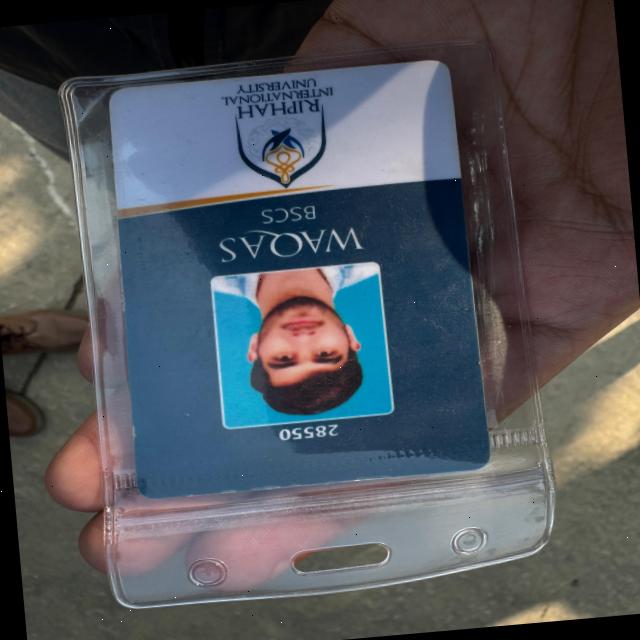 28550
WAQAS
BSCS
RIPHAH
INTERNATIONAL
UNIVERSITY